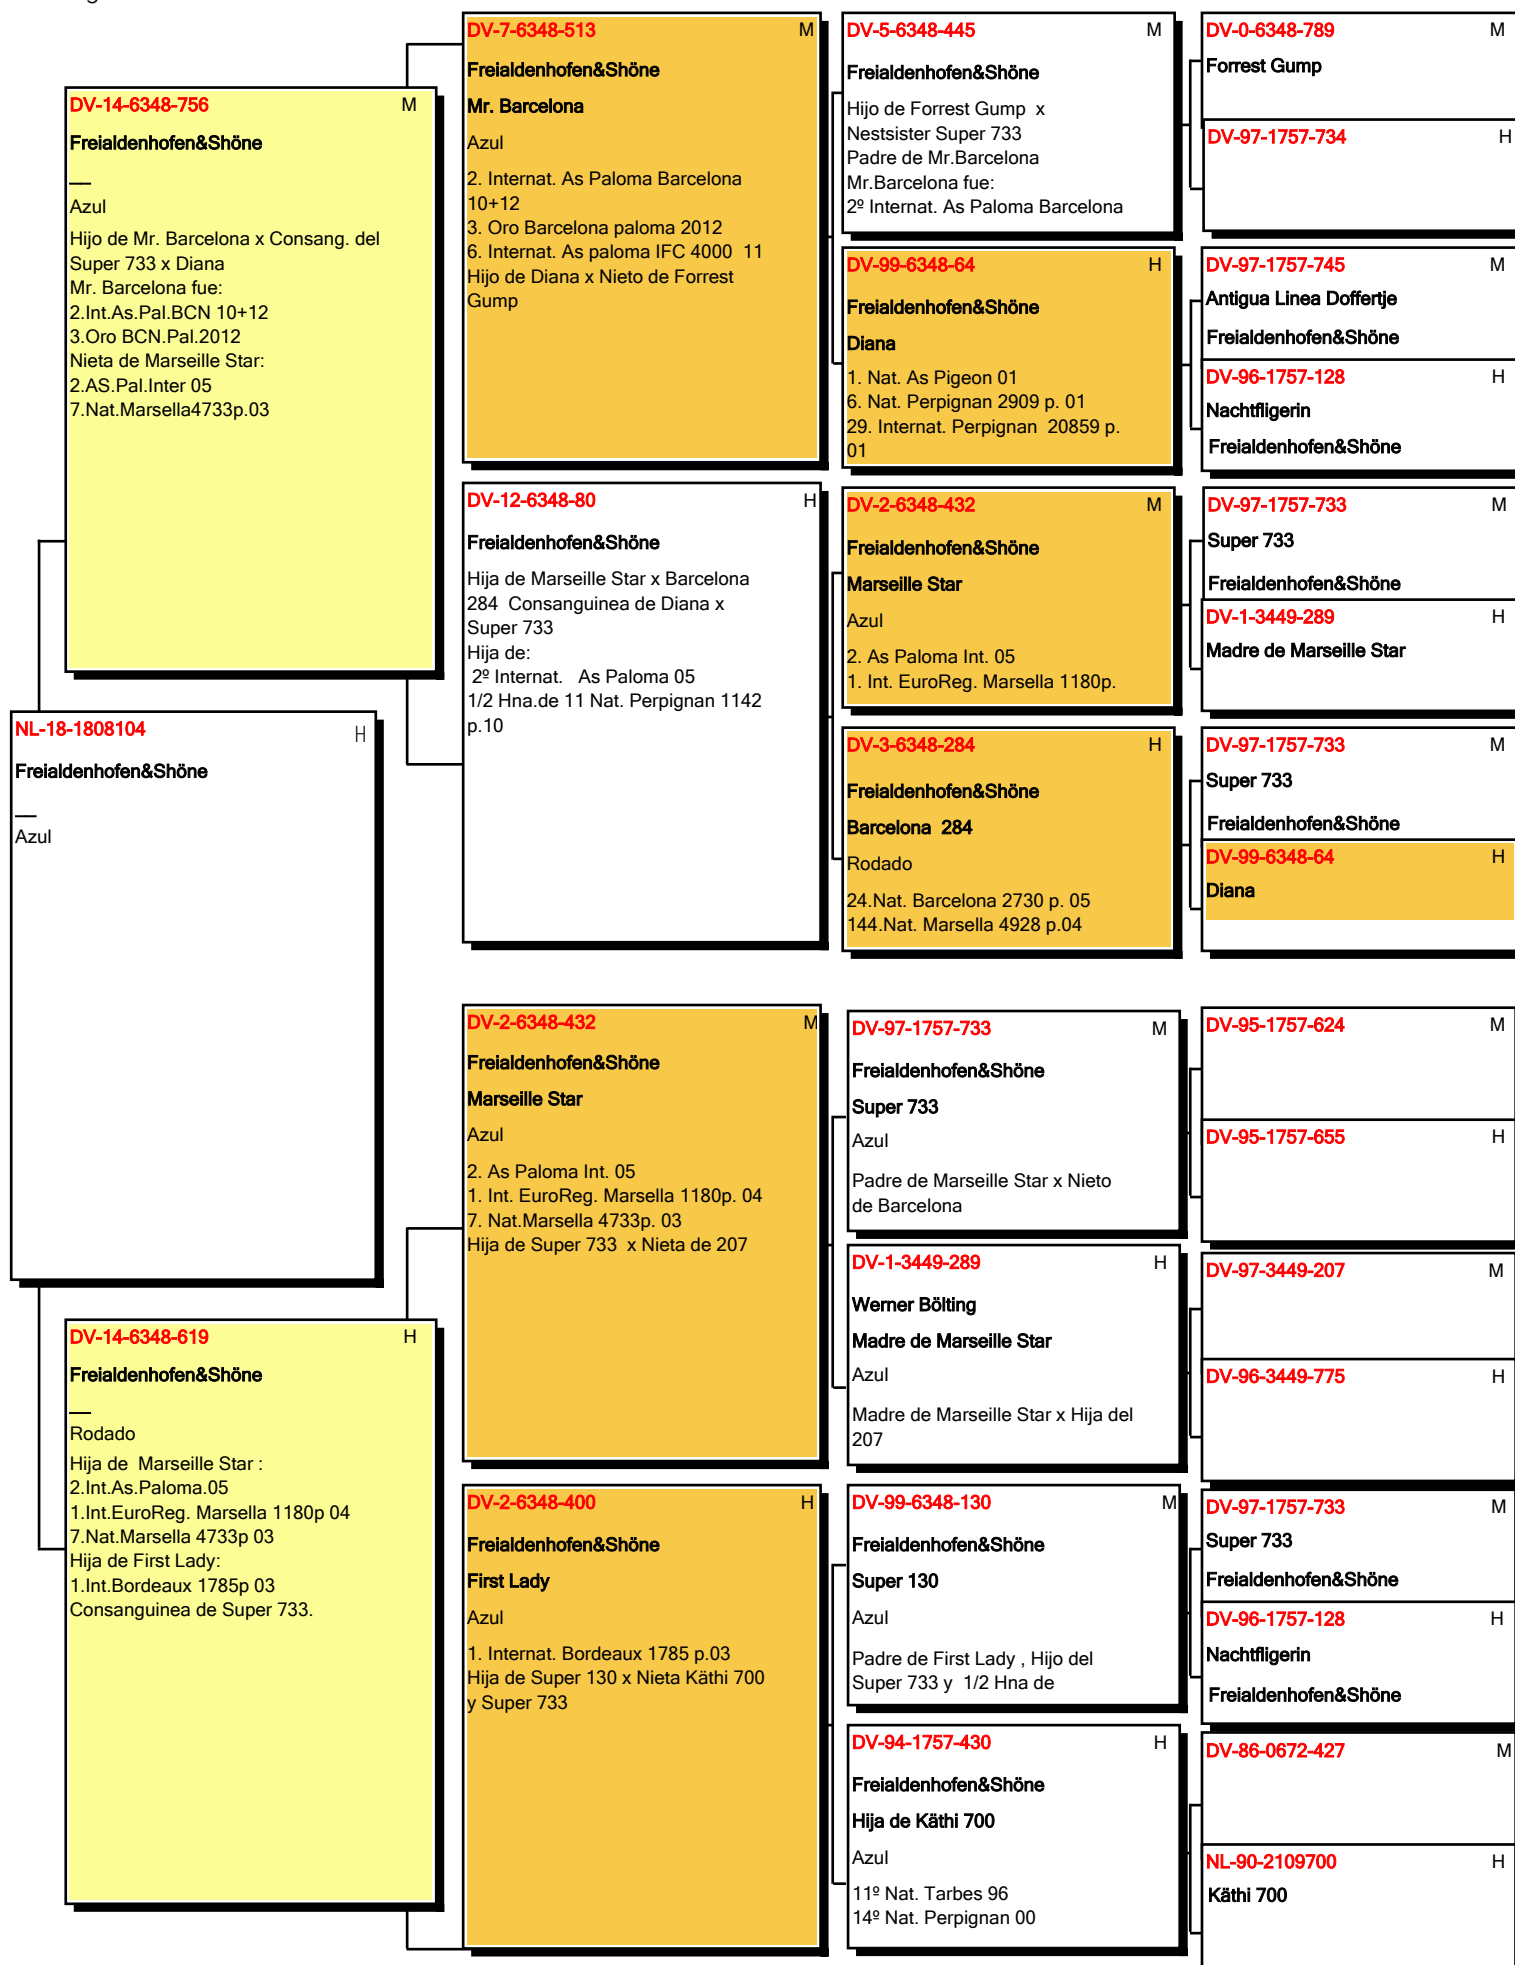 NL-18-1808104 H
Freialdenhofen&Shöne
__
Azul
DV-14-6348-756 M
Freialdenhofen&Shöne
__
Azul
Hijo de Mr. Barcelona x Consang. del
Super 733 x Diana
Mr. Barcelona fue:
2.Int.As.Pal.BCN 10+12
3.Oro BCN.Pal.2012
Nieta de Marseille Star:
2.AS.Pal.Inter 05
7.Nat.Marsella4733p.03
DV-14-6348-619 H
Freialdenhofen&Shöne
__
Rodado
Hija de Marseille Star :
2.Int.As.Paloma.05
1.Int.EuroReg. Marsella 1180p 04
7.Nat.Marsella 4733p 03
Hija de First Lady:
1.Int.Bordeaux 1785p 03
Consanguinea de Super 733.
DV-7-6348-513 M
Freialdenhofen&Shöne
Mr. Barcelona
Azul
2. Internat. As Paloma Barcelona
10+12
3. Oro Barcelona paloma 2012
6. Internat. As paloma IFC 4000 11
Hijo de Diana x Nieto de Forrest
Gump
DV-12-6348-80 H
Freialdenhofen&Shöne
Hija de Marseille Star x Barcelona
284 Consanguinea de Diana x
Super 733
Hija de:
2º Internat. As Paloma 05
1/2 Hna.de 11 Nat. Perpignan 1142
p.10
DV-2-6348-432 M
Freialdenhofen&Shöne
Marseille Star
Azul
2. As Paloma Int. 05
1. Int. EuroReg. Marsella 1180p. 04
7. Nat.Marsella 4733p. 03
Hija de Super 733 x Nieta de 207
DV-2-6348-400 H
Freialdenhofen&Shöne
First Lady
Azul
1. Internat. Bordeaux 1785 p.03
Hija de Super 130 x Nieta Käthi 700
y Super 733
DV-5-6348-445 M
Freialdenhofen&Shöne
Hijo de Forrest Gump x
Nestsister Super 733
Padre de Mr.Barcelona
Mr.Barcelona fue:
2º Internat. As Paloma Barcelona
DV-99-6348-64 H
Freialdenhofen&Shöne
Diana
1. Nat. As Pigeon 01
6. Nat. Perpignan 2909 p. 01
29. Internat. Perpignan 20859 p.
01
DV-2-6348-432 M
Freialdenhofen&Shöne
Marseille Star
Azul
2. As Paloma Int. 05
1. Int. EuroReg. Marsella 1180p.
DV-3-6348-284 H
Freialdenhofen&Shöne
Barcelona 284
Rodado
24.Nat. Barcelona 2730 p. 05
144.Nat. Marsella 4928 p.04
DV-97-1757-733 M
Freialdenhofen&Shöne
Super 733
Azul
Padre de Marseille Star x Nieto
de Barcelona
DV-1-3449-289 H
Werner Bölting
Madre de Marseille Star
Azul
Madre de Marseille Star x Hija del
207
DV-99-6348-130 M
Freialdenhofen&Shöne
Super 130
Azul
Padre de First Lady , Hijo del
Super 733 y 1/2 Hna de
DV-94-1757-430 H
Freialdenhofen&Shöne
Hija de Käthi 700
Azul
11º Nat. Tarbes 96
14º Nat. Perpignan 00
DV-0-6348-789 M
Forrest Gump
DV-97-1757-734 H
DV-97-1757-745 M
Antigua Linea Doffertje
Freialdenhofen&Shöne
DV-96-1757-128 H
Nachtfligerin
Freialdenhofen&Shöne
DV-97-1757-733 M
Super 733
Freialdenhofen&Shöne
DV-1-3449-289 H
Madre de Marseille Star
DV-97-1757-733 M
Super 733
Freialdenhofen&Shöne
DV-99-6348-64 H
Diana
DV-95-1757-624 M
DV-95-1757-655 H
DV-97-3449-207 M
DV-96-3449-775 H
DV-97-1757-733 M
Super 733
Freialdenhofen&Shöne
DV-96-1757-128 H
Nachtfligerin
Freialdenhofen&Shöne
DV-86-0672-427 M
NL-90-2109700 H
Käthi 700